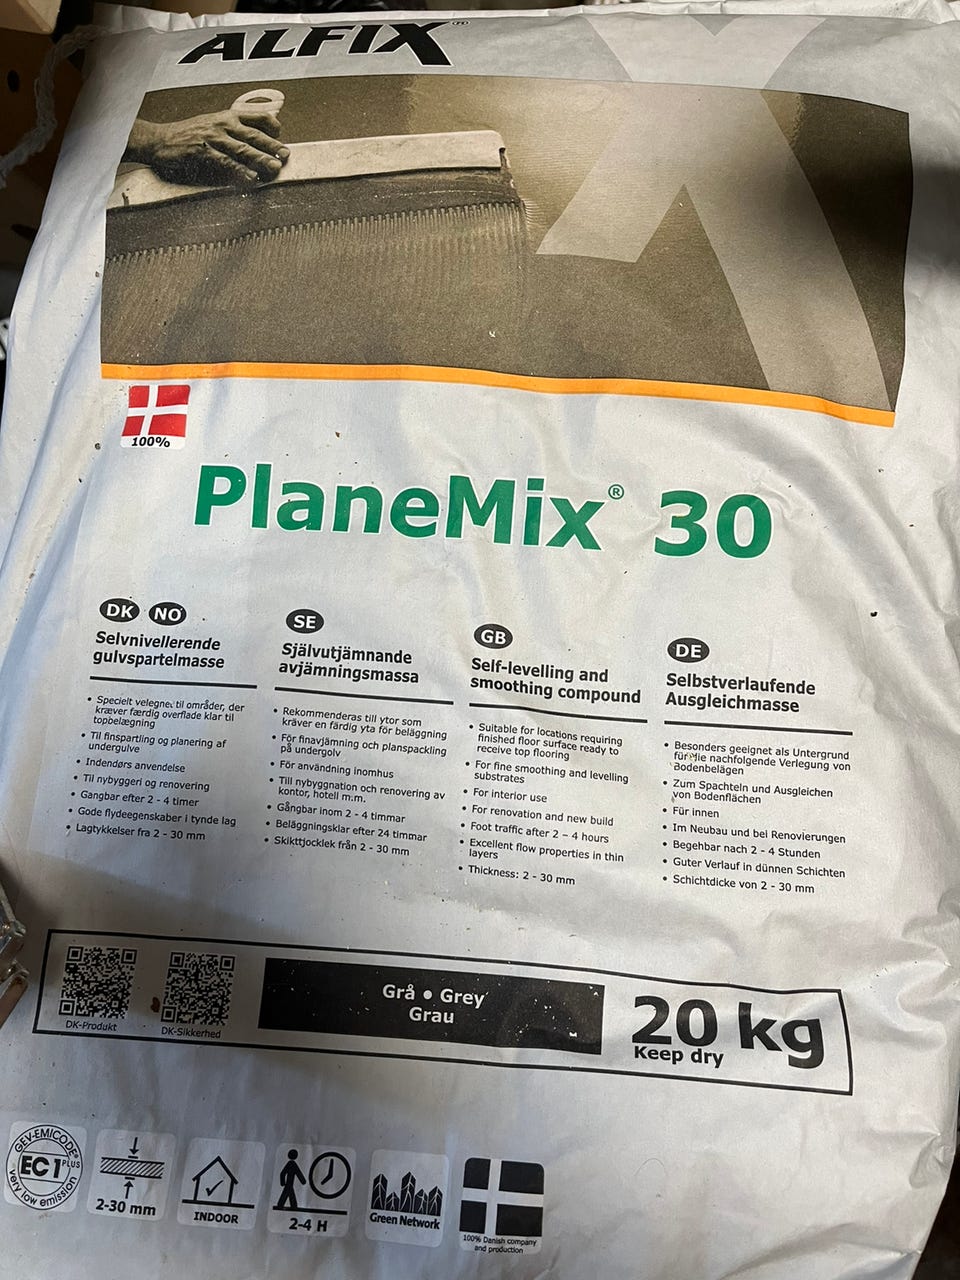 ALFIX®
100%
PlaneMix® 30
DK NO
Selvnivellerende
gulvspartelmasse
• Specielt velegnet til områder, der
kræver færdig overflade klar til
topbelægning
• Til finspartling og planering af
undergulve
• Indendørs anvendelse
• Til nybyggeri og renovering
• Gangbar efter 2 - 4 timer
• Gode flydeegenskaber i tynde lag
• Lagtykkelser fra 2 - 30 mm
SE
Självutjämnande
avjämningsmassa
• Rekommenderas till ytor som
kräver en färdig yta för beläggning
• För finavjämning och planspackling
på undergolv
• För användning inomhus
• Till nybyggnation och renovering av
kontor, hotell m.m.
• Gångbar inom 2 - 4 timmar
• Beläggningsklar efter 24 timmar
• Skikttjocklek från 2 - 30 mm
GB
Self-levelling and
smoothing compound
• Suitable for locations requiring
finished floor surface ready to
receive top flooring
• For fine smoothing and levelling
substrates
• For interior use
• For renovation and new build
• Foot traffic after 2 – 4 hours
• Excellent flow properties in thin
layers
• Thickness: 2 - 30 mm
DE
Selbstverlaufende
Ausgleichmasse
• Besonders geeignet als Untergrund
für die nachfolgende Verlegung von
Bodenbelägen
• Zum Spachteln und Ausgleichen
von Bodenflächen
• Für innen
• Im Neubau und bei Renovierungen
• Begehbar nach 2 - 4 Stunden
• Guter Verlauf in dünnen Schichten
• Schichtdicke von 2 - 30 mm
DK-Produkt
DK-Sikkerhed
Grå • Grey
Grau
20 kg
Keep dry
GEV-EMICODE®
EC1 PLUS
very low emission
2-30 mm
INDOOR
2-4 H
Green Network
100% Danish company
and production